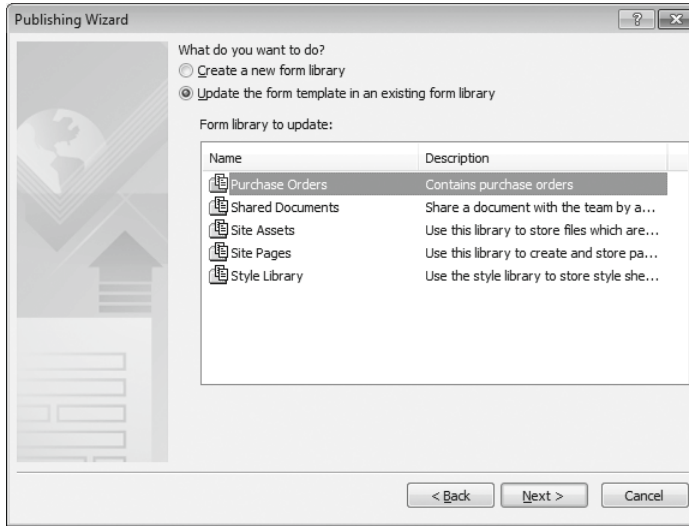 Publishing Wizard
What do you want to do?
Create a new form library
Update the form template in an existing form library
Form library to update:
Name Description
Purchase Orders Contains purchase orders
Shared Documents Share a document with the team by a...
Site Assets Use this library to store files which are...
Site Pages Use this library to create and store pa...
Style Library Use the style library to store style she...
< Back Next > Cancel